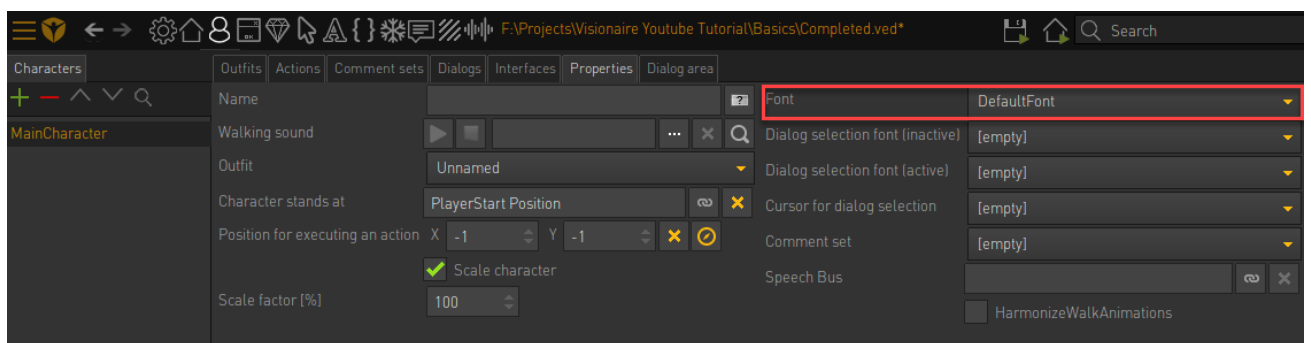 F:\Projects\Visionaire Youtube Tutorial\Basics\Completed.ved*
Search
Characters
Outfits Actions Comment sets Dialogs Interfaces Properties Dialog area
Name
Font DefaultFont
MainCharacter
Walking sound
Dialog selection font (inactive) [empty]
Outfit Unnamed
Dialog selection font (active) [empty]
Character stands at PlayerStart Position
Cursor for dialog selection [empty]
Position for executing an action X -1 Y -1
Comment set [empty]
Scale character
Speech Bus
Scale factor [%] 100
HarmonizeWalkAnimations